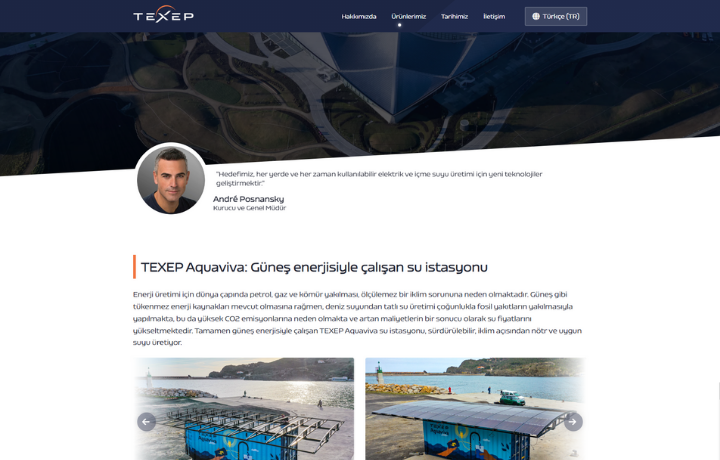 TEXEP
Hakkımızda Ürünlerimiz Tarihimiz İletişim Türkçe (TR)
"Hedefimiz, her yerde ve her zaman kullanılabilir elektrik ve içme suyu üretimi için yeni teknolojiler
geliştirmektir."
André Posnansky
Kurucu ve Genel Müdür
TEXEP Aquaviva: Güneş enerjisiyle çalışan su istasyonu
Enerji üretimi için dünya çapında petrol, gaz ve kömür yakılması, ölçülemez bir iklim sorununa neden olmaktadır. Güneş gibi
tükenmez enerji kaynakları mevcut olmasına rağmen, deniz suyundan tatlı su üretimi çoğunlukla fosil yakıtların yakılmasıyla
yapılmakta, bu da yüksek CO2 emisyonlarına neden olmakta ve artan maliyetlerin bir sonucu olarak su fiyatlarını
yükseltmektedir. Tamamen güneş enerjisiyle çalışan TEXEP Aquaviva su istasyonu, sürdürülebilir, iklim açısından nötr ve uygun
suyu üretiyor.
TEXEP
Aquaviva
TEXEP
Aquaviva